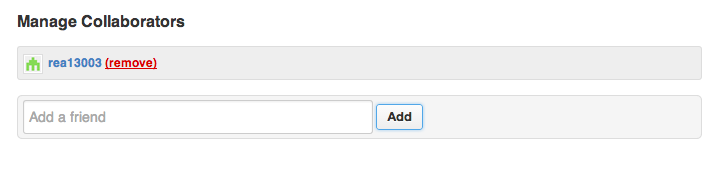 Manage Collaborators
rea13003 (remove)
Add a friend Add